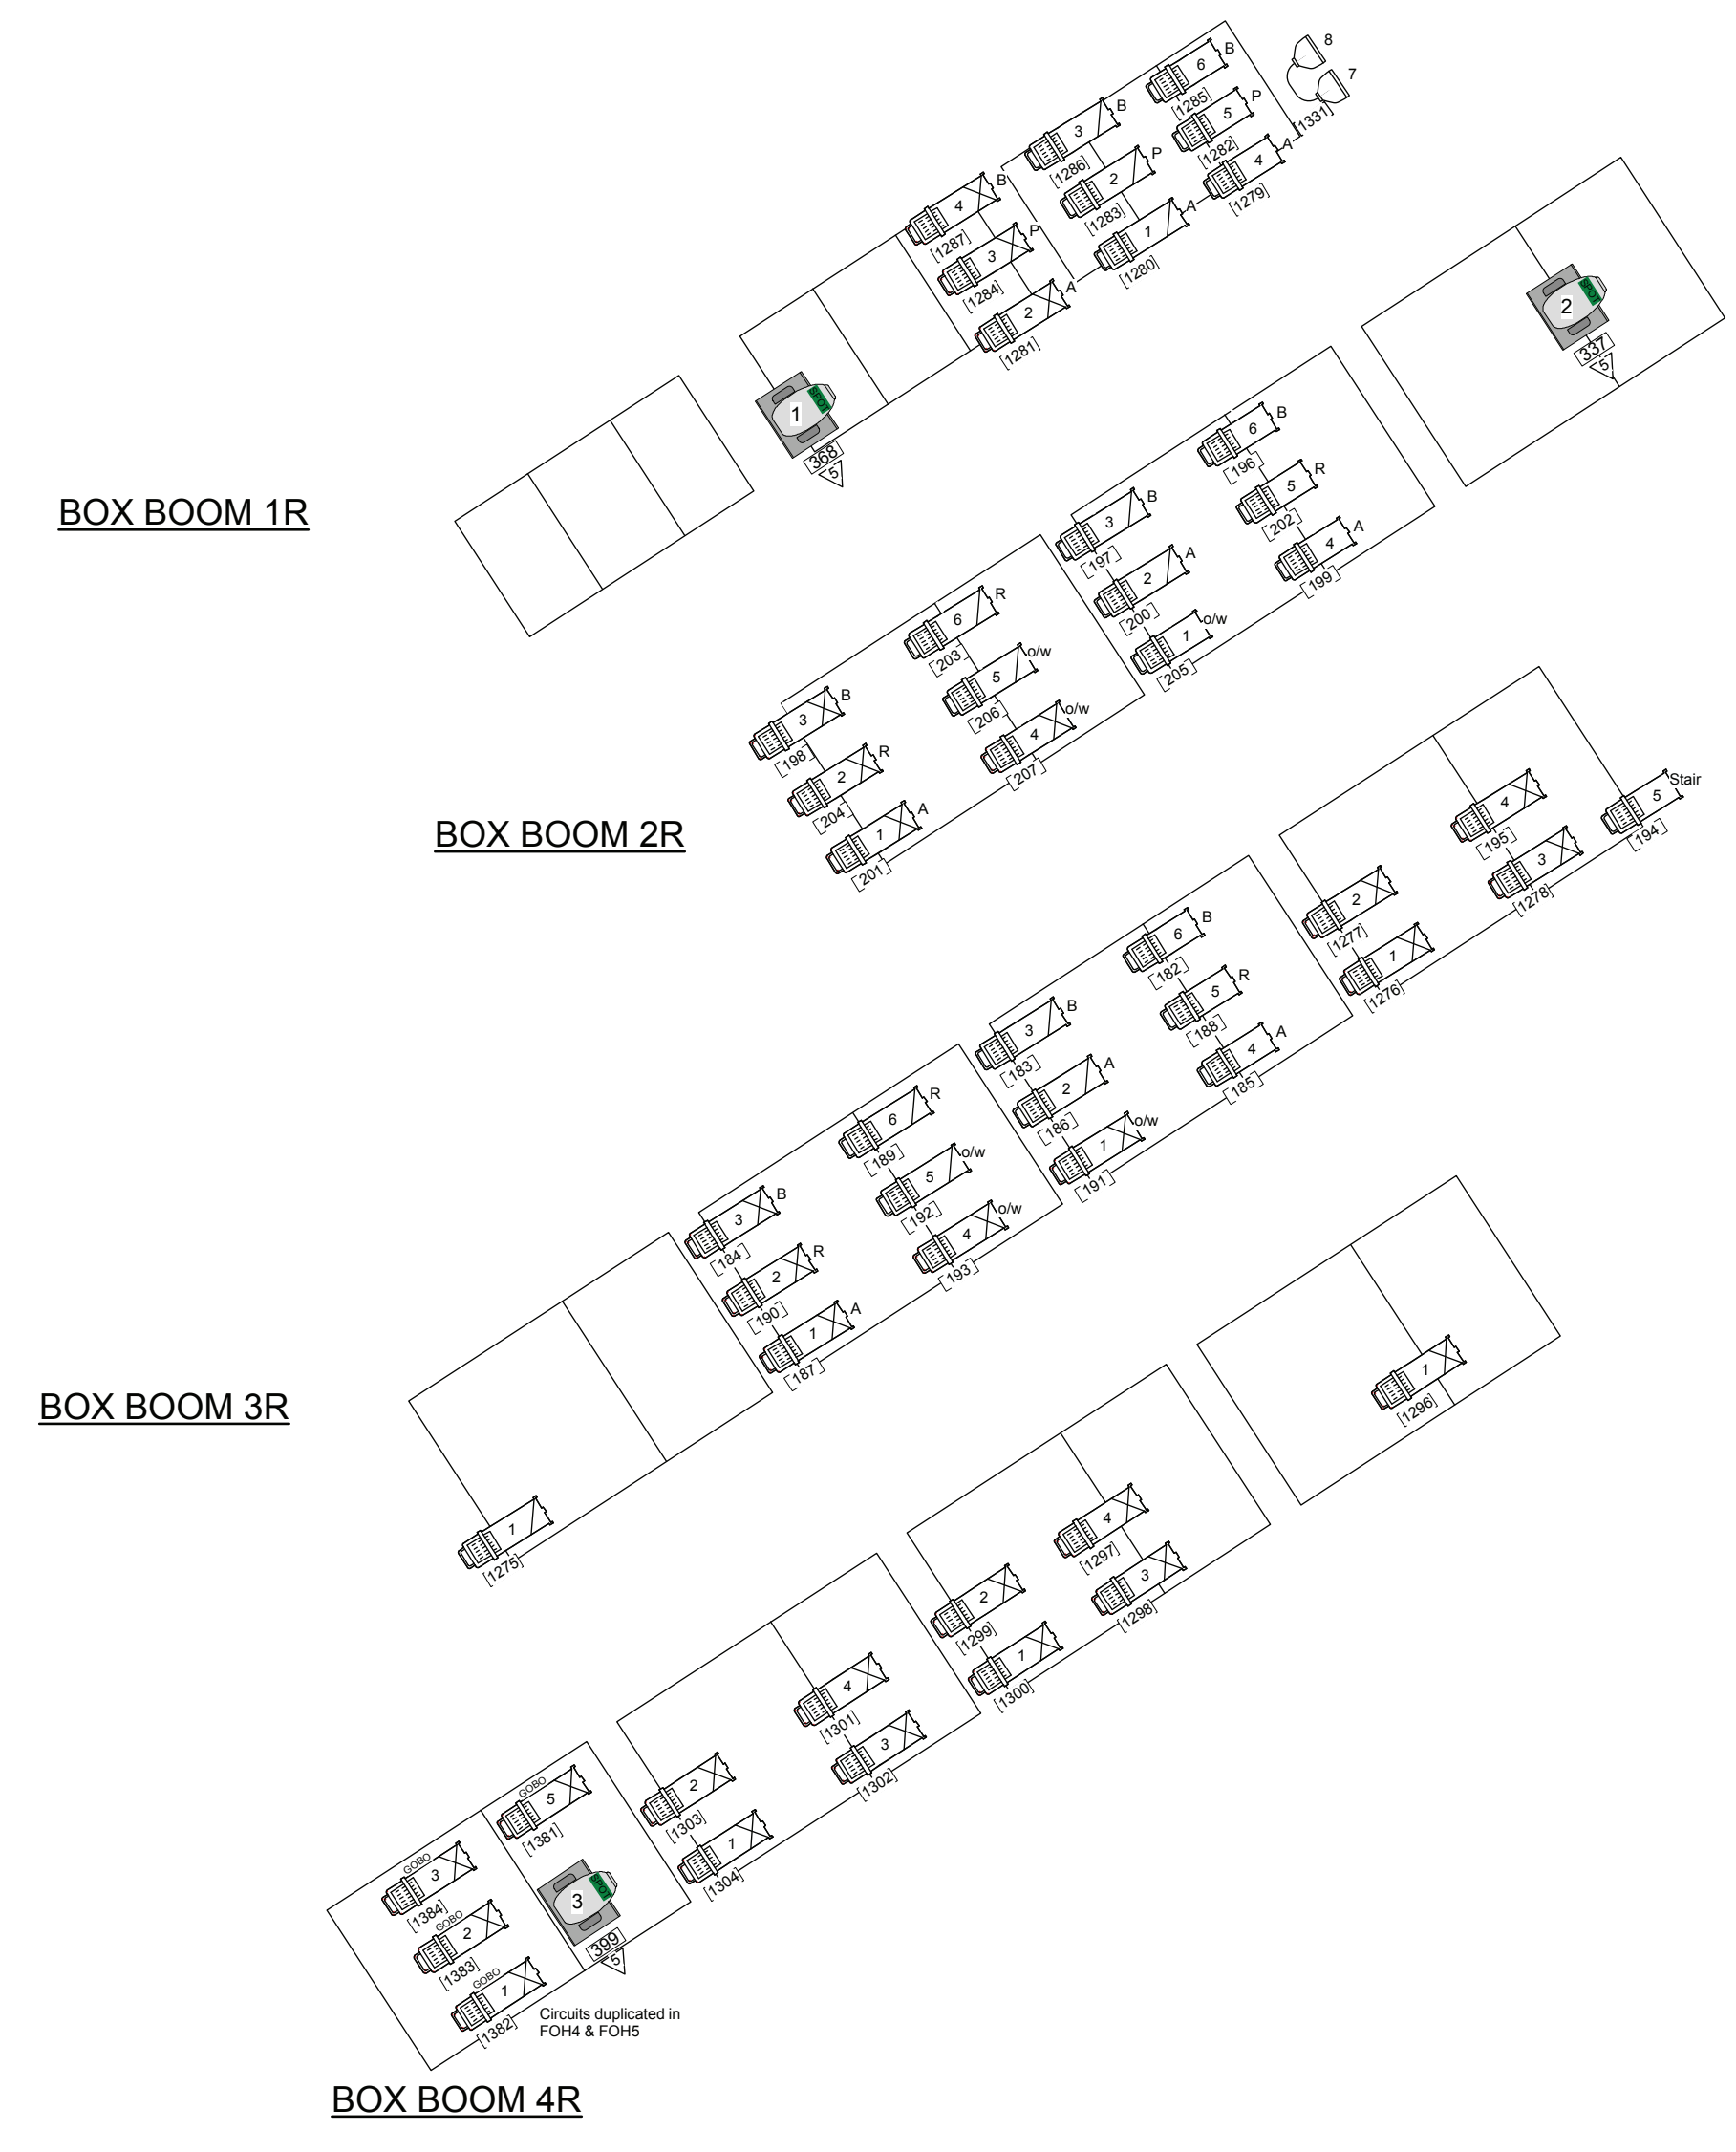 8
7
[1331]
6
B
[1285]
5
P
[1282]
4
A
[1279]
3
B
[1286]
2
P
[1283]
1
A
[1280]
4
B
[1287]
3
P
[1284]
2
A
[1281]
SPOT
1
368
5
SPOT
2
337
5
BOX BOOM 1R
6
B
[196]
5
R
[202]
4
A
[199]
3
B
[197]
2
A
[200]
1
o/w
[205]
6
R
[203]
5
o/w
[206]
4
o/w
[207]
3
B
[198]
2
R
[204]
1
A
[201]
BOX BOOM 2R
5
Stair
[194]
4
[195]
3
[1278]
2
[1277]
1
[1276]
6
B
[182]
5
R
[188]
4
A
[185]
3
B
[183]
2
A
[186]
1
o/w
[191]
6
R
[189]
5
o/w
[192]
4
o/w
[193]
3
B
[184]
2
R
[190]
1
A
[187]
BOX BOOM 3R
1
[1275]
1
[1296]
4
[1297]
3
[1298]
2
[1299]
1
[1300]
4
[1301]
3
[1302]
2
[1303]
1
[1304]
GOBO
5
[1381]
SPOT
3
399
5
GOBO
3
[1384]
GOBO
2
[1383]
GOBO
1
[1382]
Circuits duplicated in
FOH4 & FOH5
BOX BOOM 4R